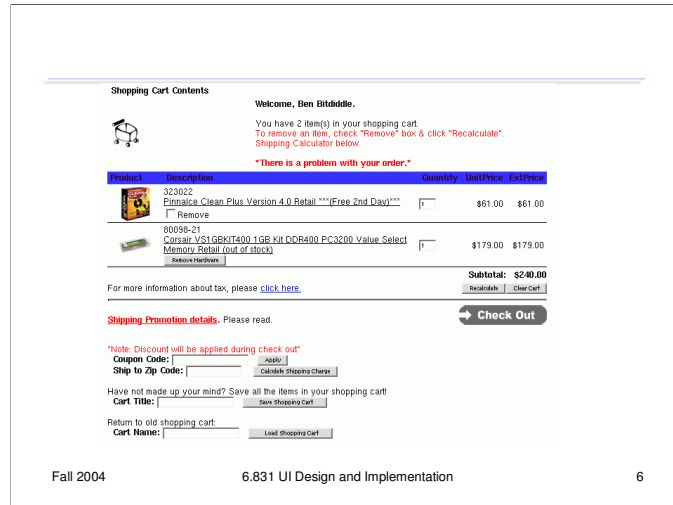 Shopping Cart Contents
Welcome, Ben Bitdiddle.
You have 2 item(s) in your shopping cart.
To remove an item, check "Remove" box & click "Recalculate".
Shipping Calculator below.
*There is a problem with your order.*
Product Description Quantity UnitPrice ExtPrice
323022
Pinnalce Clean Plus Version 4.0 Retail ***(Free 2nd Day)***
1 $61.00 $61.00
Remove
80098-21
Corsair VS1GBKIT400 1GB Kit DDR400 PC3200 Value Select
Memory Retail (out of stock)
1 $179.00 $179.00
Remove Hardware
Subtotal: $240.00
For more information about tax, please click here.
Recalculate Clear Cart
Check Out
Shipping Promotion details. Please read.
"Note: Discount will be applied during check out"
Coupon Code: Apply
Ship to Zip Code: Calculate Shipping Charge
Have not made up your mind? Save all the items in your shopping cart!
Cart Title: Save Shopping Cart
Return to old shopping cart:
Cart Name: Load Shopping Cart
Fall 2004 6.831 UI Design and Implementation 6